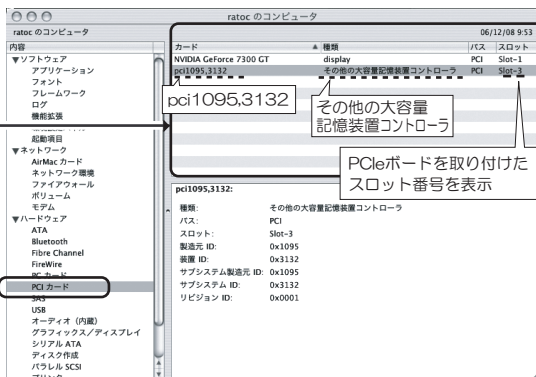 ratoc のコンピュータ
ratoc のコンピュータ
06/12/08 9:53
内容
▼ソフトウェア
アプリケーション
フォント
フレームワーク
ログ
機能拡張
起動項目
▼ネットワーク
AirMac カード
ネットワーク環境
ファイアウォール
ボリューム
モデム
▼ハードウェア
ATA
Bluetooth
Fibre Channel
FireWire
PC カード
PCI カード
SAS
USB
オーディオ（内蔵）
グラフィックス／ディスプレイ
シリアル ATA
ディスク作成
パラレル SCSI
プリンタ
カード ▲ 種類 バス スロット
NVIDIA GeForce 7300 GT display PCI Slot-1
pci1095,3132 その他の大容量記憶装置コントローラ PCI Slot-3
pci1095,3132
その他の大容量
記憶装置コントローラ
PCIeボードを取り付けた
スロット番号を表示
pci1095,3132:
種類: その他の大容量記憶装置コントローラ
バス: PCI
スロット: Slot-3
製造元 ID: 0x1095
装置 ID: 0x3132
サブシステム製造元 ID: 0x1095
サブシステム ID: 0x3132
リビジョン ID: 0x0001